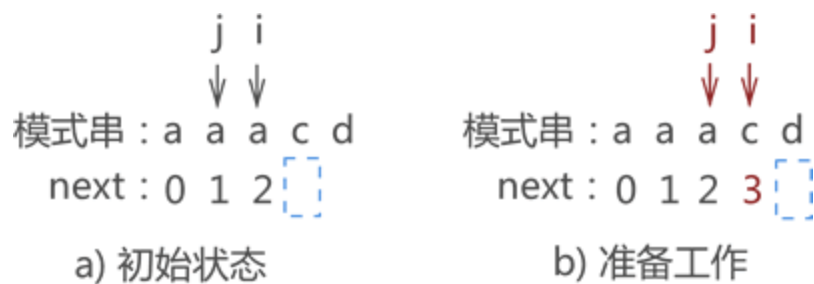 j i
模式串：a a a c d
next：0 1 2
a) 初始状态
j i
模式串：a a a c d
next：0 1 2 3
b) 准备工作